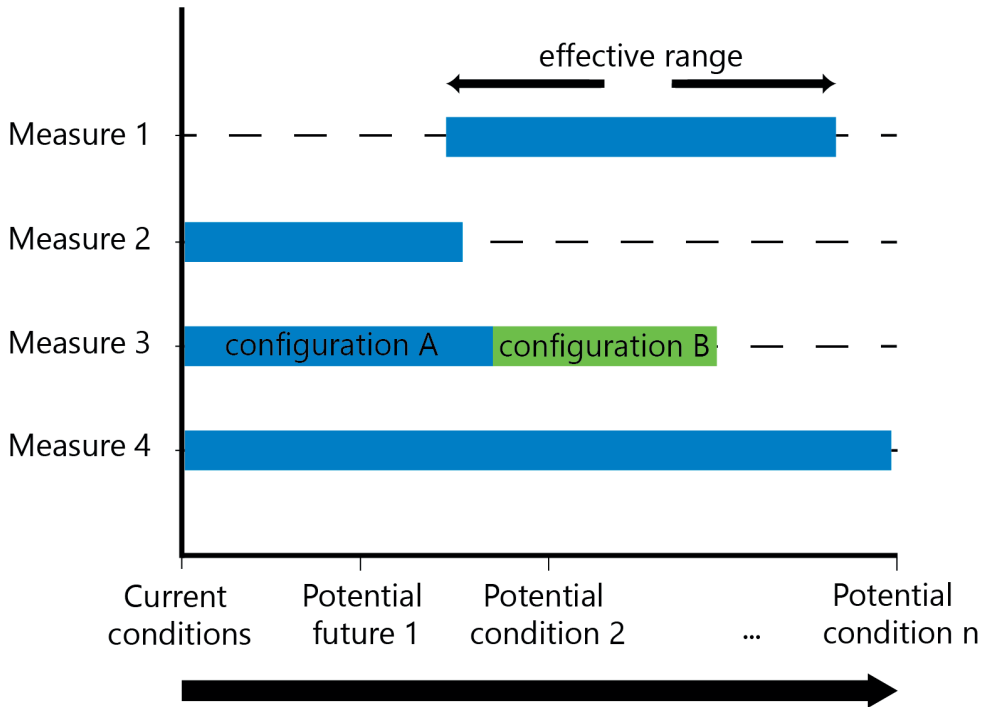 effective range
Measure 1
Measure 2
Measure 3
configuration A
configuration B
Measure 4
Current
conditions
Potential
future 1
Potential
condition 2
...
Potential
condition n